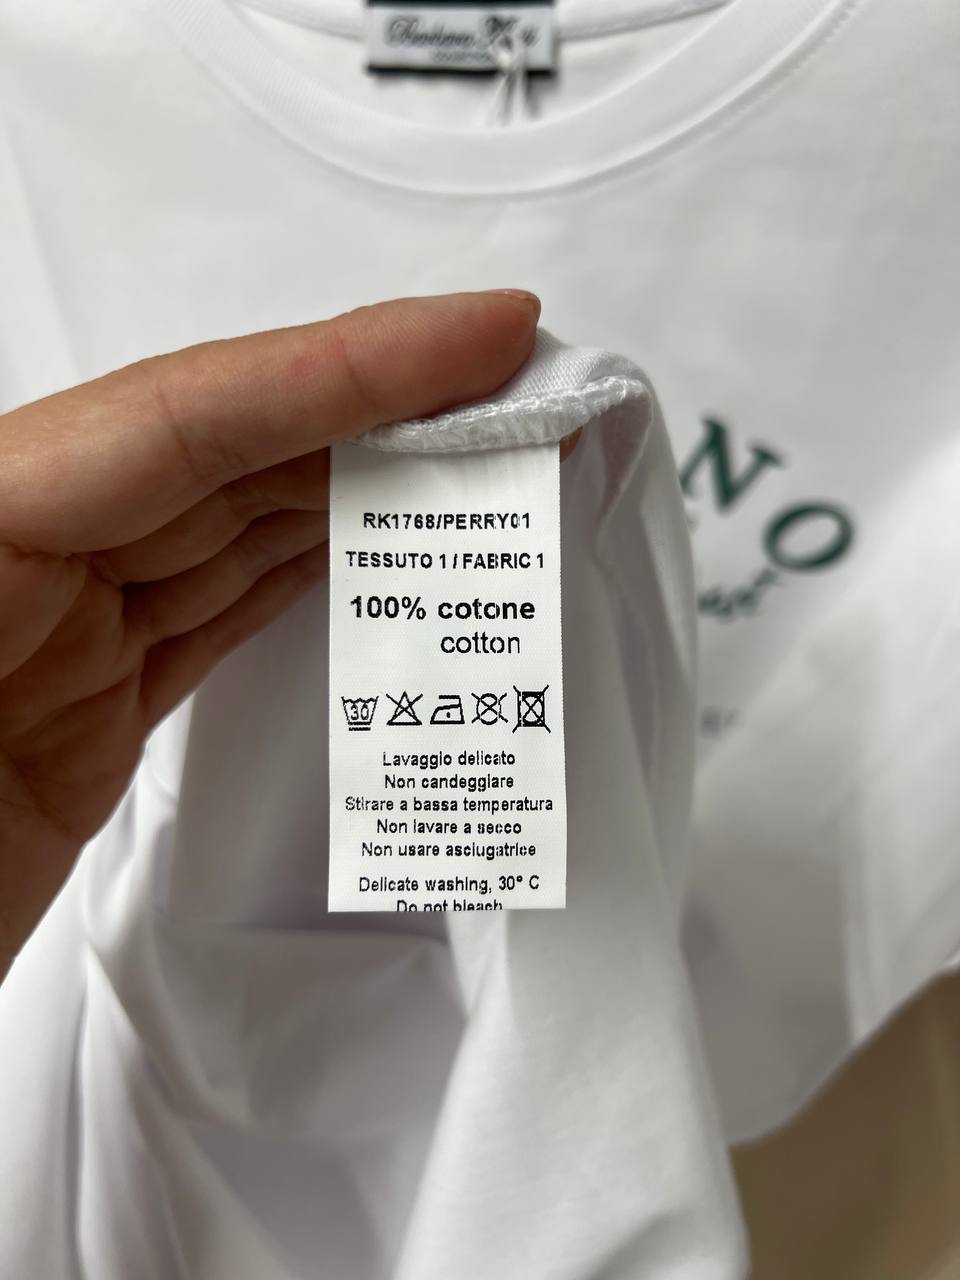 NO
RK1768/PERRY01
TESSUTO 1 / FABRIC 1
100% cotone
cotton
30
Lavaggio delicato
Non candeggiare
Stirare a bassa temperatura
Non lavare a secco
Non usare asciugatrice
Delicate washing, 30° C
Do not bleach